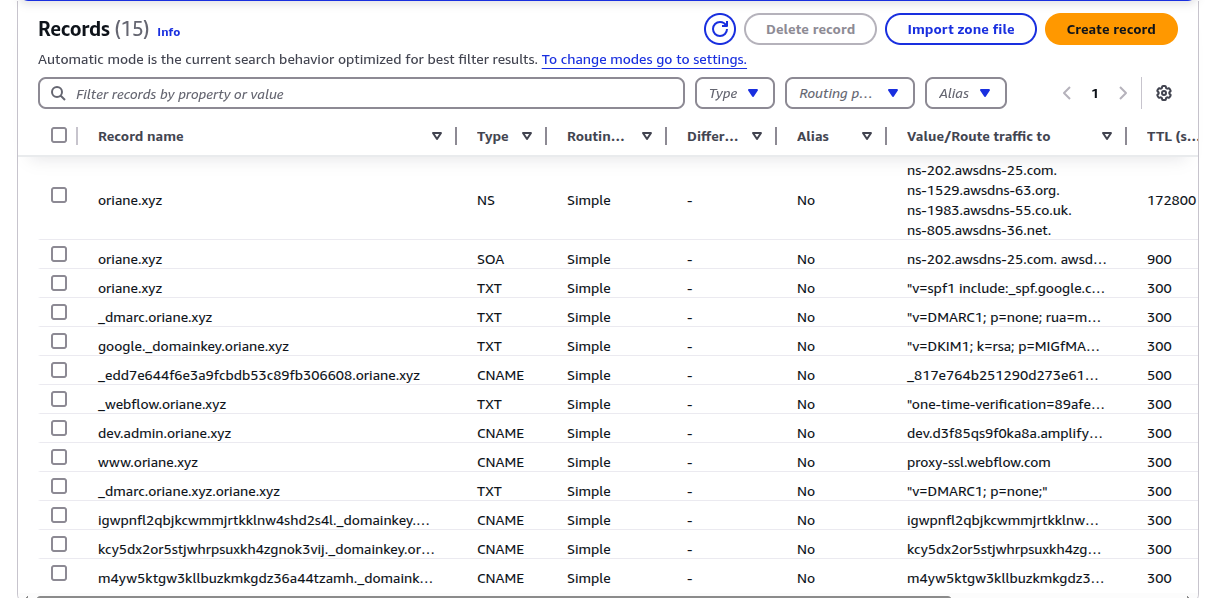 Records (15) Info
Delete record
Import zone file
Create record
Automatic mode is the current search behavior optimized for best filter results. To change modes go to settings.
Filter records by property or value
Type
Routing p...
Alias
1
Record name Type Routin... Differ... Alias Value/Route traffic to TTL (s...
oriane.xyz NS Simple - No ns-202.awsdns-25.com. 172800
ns-1529.awsdns-63.org.
ns-1983.awsdns-55.co.uk.
ns-805.awsdns-36.net.
oriane.xyz SOA Simple - No ns-202.awsdns-25.com. awsd... 900
oriane.xyz TXT Simple - No "v=spf1 include:_spf.google.c... 300
_dmarc.oriane.xyz TXT Simple - No "v=DMARC1; p=none; rua=m... 300
google._domainkey.oriane.xyz TXT Simple - No "v=DKIM1; k=rsa; p=MIGfMA... 300
_edd7e644f6e3a9fcbdb53c89fb306608.oriane.xyz CNAME Simple - No _817e764b251290d273e61... 500
_webflow.oriane.xyz TXT Simple - No "one-time-verification=89afe... 300
dev.admin.oriane.xyz CNAME Simple - No dev.d3f85qs9f0ka8a.amplify... 300
www.oriane.xyz CNAME Simple - No proxy-ssl.webflow.com 300
_dmarc.oriane.xyz.oriane.xyz TXT Simple - No "v=DMARC1; p=none;" 300
igwpnfl2qbjkcwmmjrtkklnw4shd2s4l._domainkey.... CNAME Simple - No igwpnfl2qbjkcwmmjrtkklnw... 300
kcy5dx2or5stjwhrpsuxkh4zgnok3vij._domainkey.or... CNAME Simple - No kcy5dx2or5stjwhrpsuxkh4zg... 300
m4yw5ktgw3kllbuzkmkgdz36a44tzamh._domaink... CNAME Simple - No m4yw5ktgw3kllbuzkmkgdz3... 300